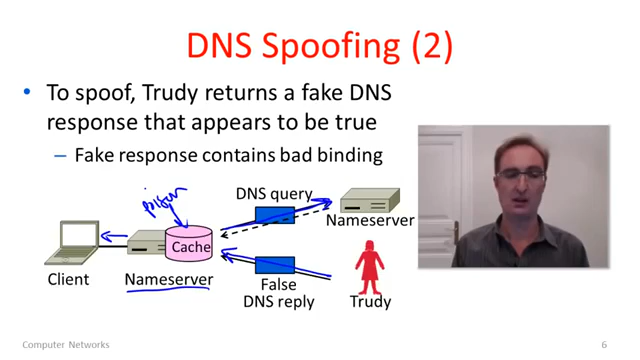 DNS Spoofing (2)
• To spoof, Trudy returns a fake DNS
response that appears to be true
– Fake response contains bad binding
poison
DNS query
Nameserver
Cache
Client
Nameserver
False
DNS reply
Trudy
Computer Networks
6